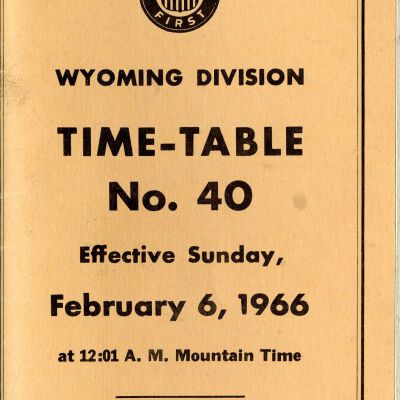 FIRST
WYOMING DIVISION
TIME-TABLE
No. 40
Effective Sunday,
February 6, 1966
at 12:01 A. M. Mountain Time